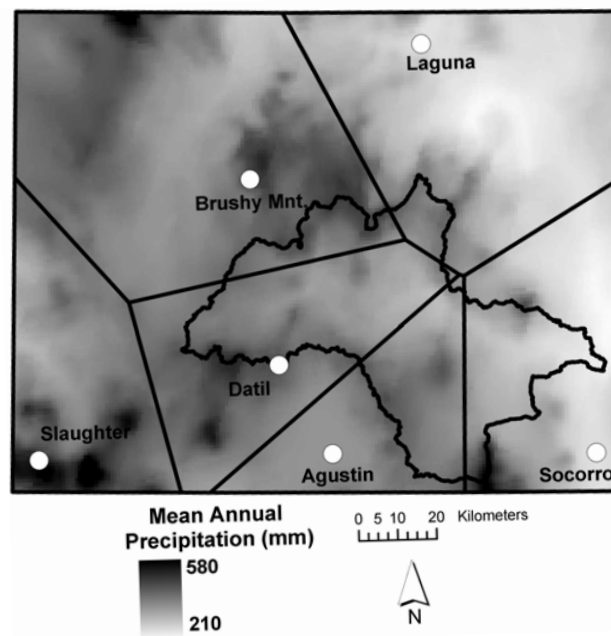 Laguna
Brushy Mnt.
Datil
Slaughter
Agustin
Socorro
Mean Annual
Precipitation (mm)
580
210
0 5 10 20 Kilometers
N